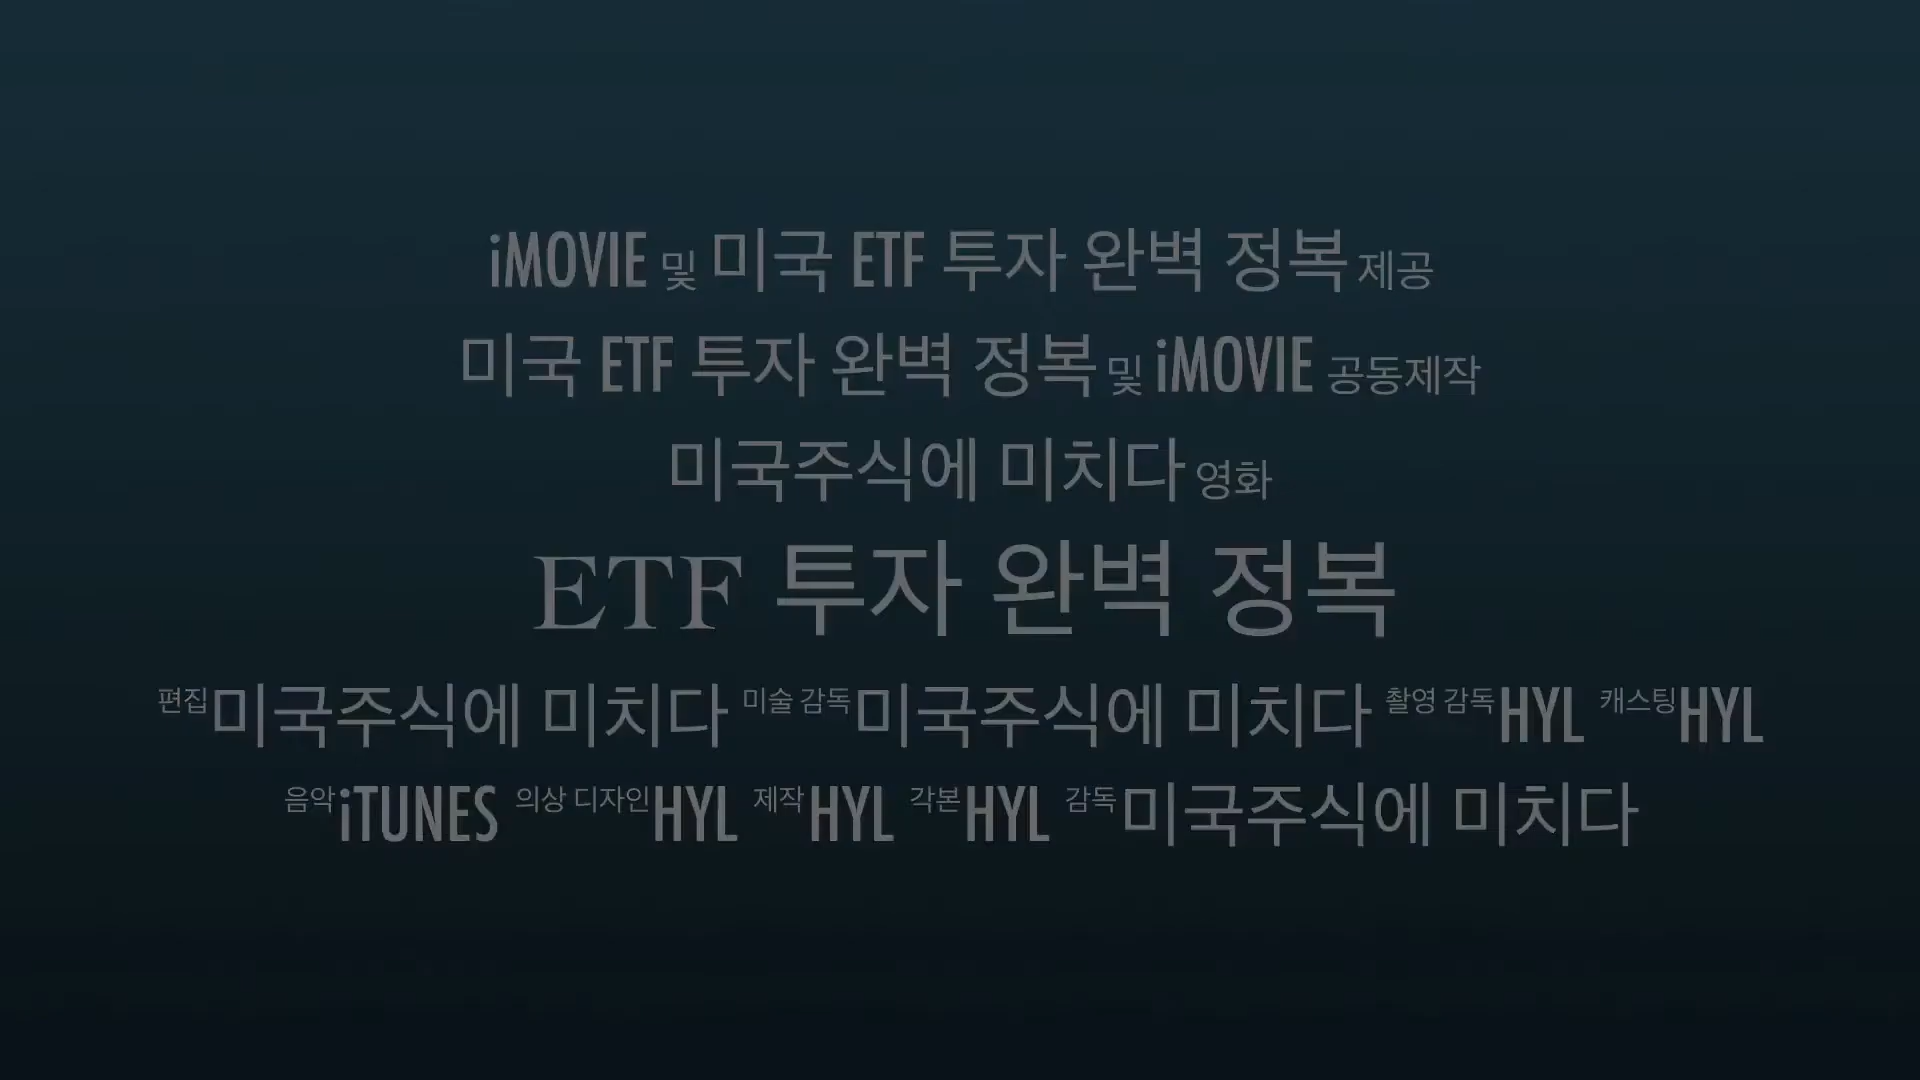 iMOVIE 및 미국 ETF 투자 완벽 정복 제공
미국 ETF 투자 완벽 정복 및 iMOVIE 공동제작
미국주식에 미치다 영화
ETF 투자 완벽 정복
편집 미국주식에 미치다 미술 감독 미국주식에 미치다 촬영 감독 HYL 캐스팅 HYL
음악 iTUNES 의상 디자인 HYL 제작 HYL 각본 HYL 감독 미국주식에 미치다